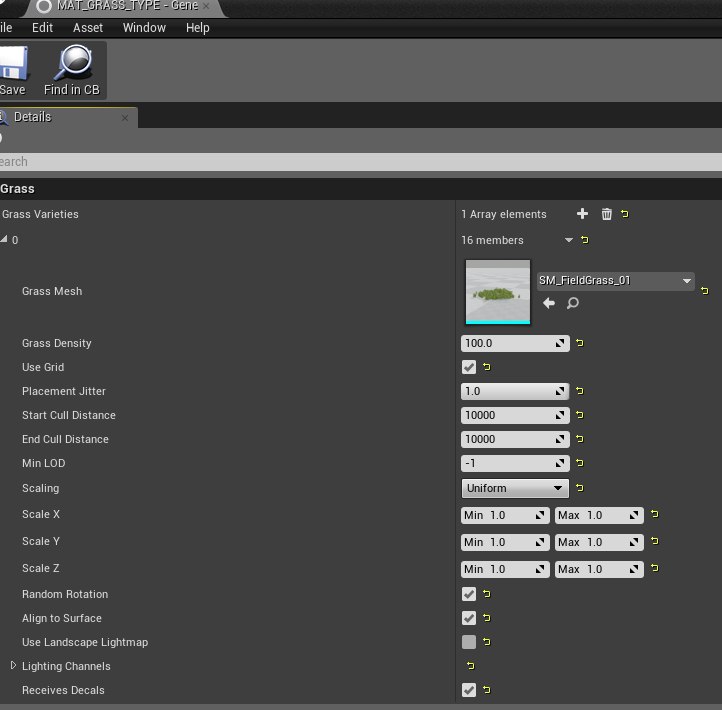 MAT_GRASS_TYPE - Gene
ile Edit Asset Window Help
Save Find in CB
Details
earch
Grass
Grass Varieties 1 Array elements
0 16 members
Grass Mesh SM_FieldGrass_01
Grass Density 100.0
Use Grid
Placement Jitter 1.0
Start Cull Distance 10000
End Cull Distance 10000
Min LOD -1
Scaling Uniform
Scale X Min 1.0 Max 1.0
Scale Y Min 1.0 Max 1.0
Scale Z Min 1.0 Max 1.0
Random Rotation
Align to Surface
Use Landscape Lightmap
Lighting Channels
Receives Decals